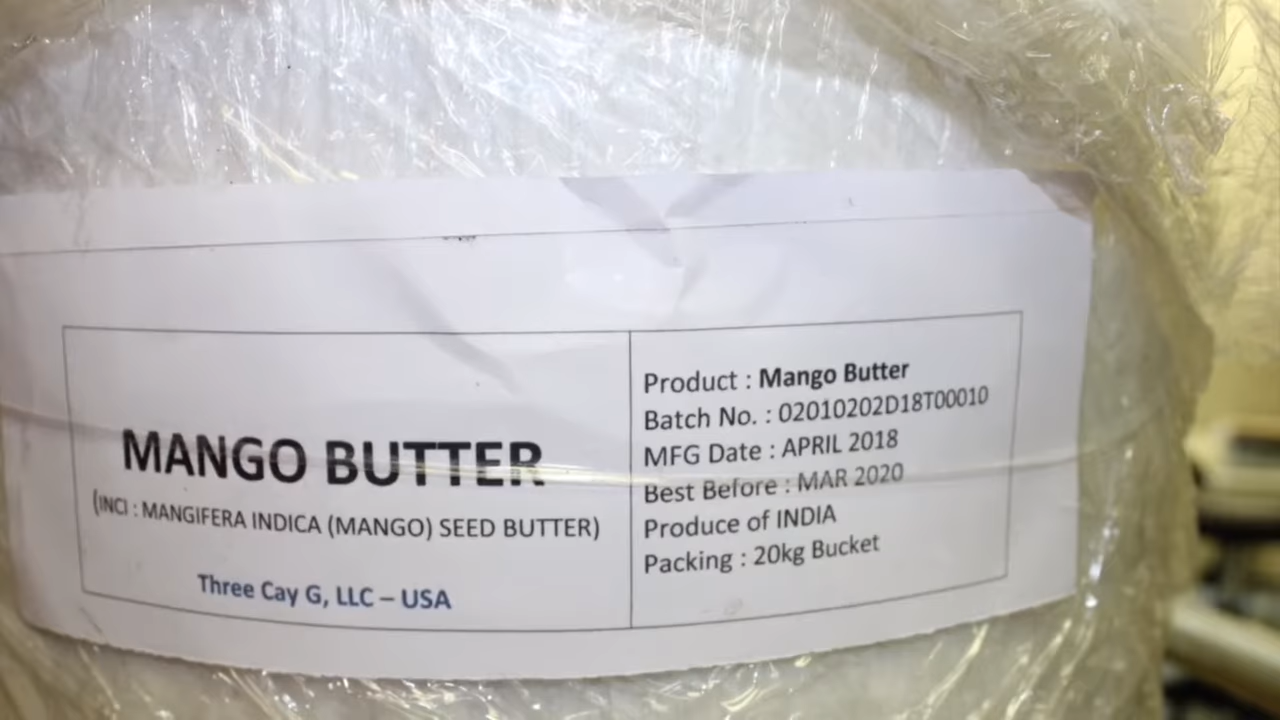 MANGO BUTTER
(INCI : MANGIFERA INDICA (MANGO) SEED BUTTER)
Three Cay G, LLC – USA
Product : Mango Butter
Batch No. : 02010202D18T00010
MFG Date : APRIL 2018
Best Before : MAR 2020
Produce of INDIA
Packing : 20kg Bucket